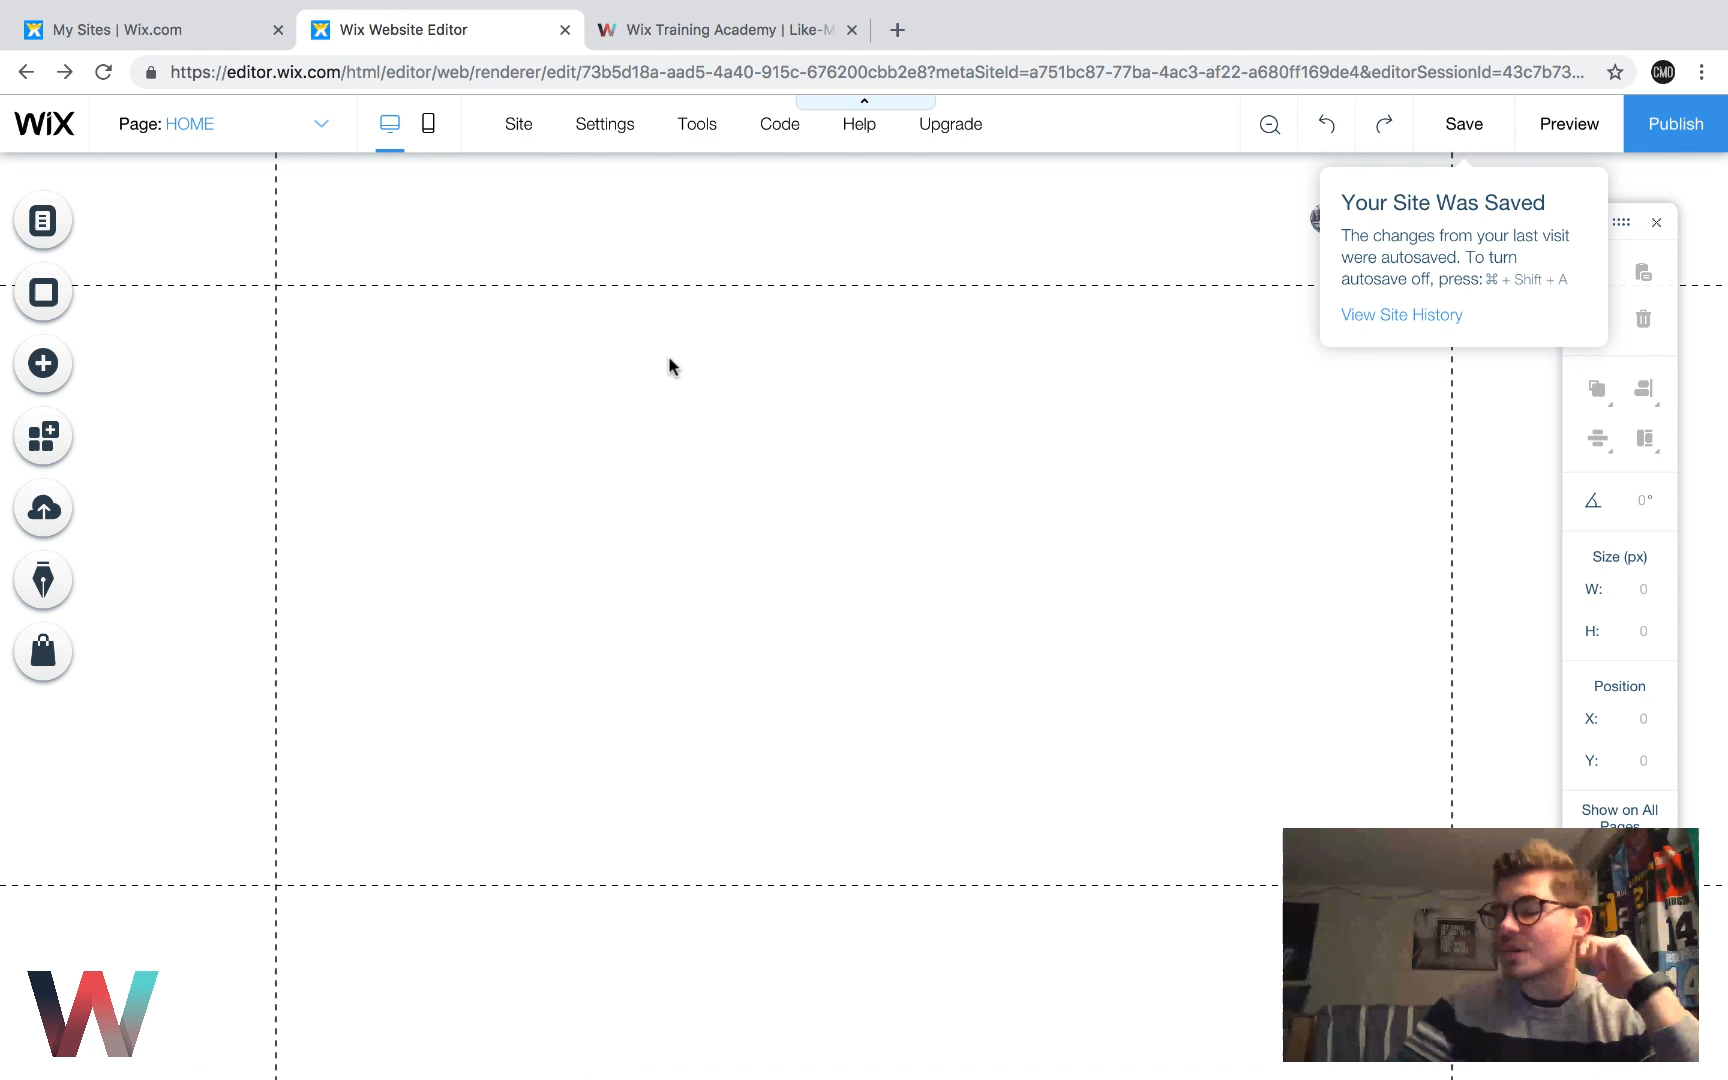 My Sites | Wix.com
Wix Website Editor
Wix Training Academy | Like-M
https://editor.wix.com/html/editor/web/renderer/edit/73b5d18a-aad5-4a40-915c-676200cbb2e8?metaSiteId=a751bc87-77ba-4ac3-af22-a680ff169de4&editorSessionId=43c7b73...
CMO
WiX
Page: HOME
Site
Settings
Tools
Code
Help
Upgrade
Save
Preview
Publish
Your Site Was Saved
The changes from your last visit
were autosaved. To turn
autosave off, press:⌘ + Shift + A
View Site History
0°
Size (px)
W: 0
H: 0
Position
X: 0
Y: 0
Show on All
Pages
14
W